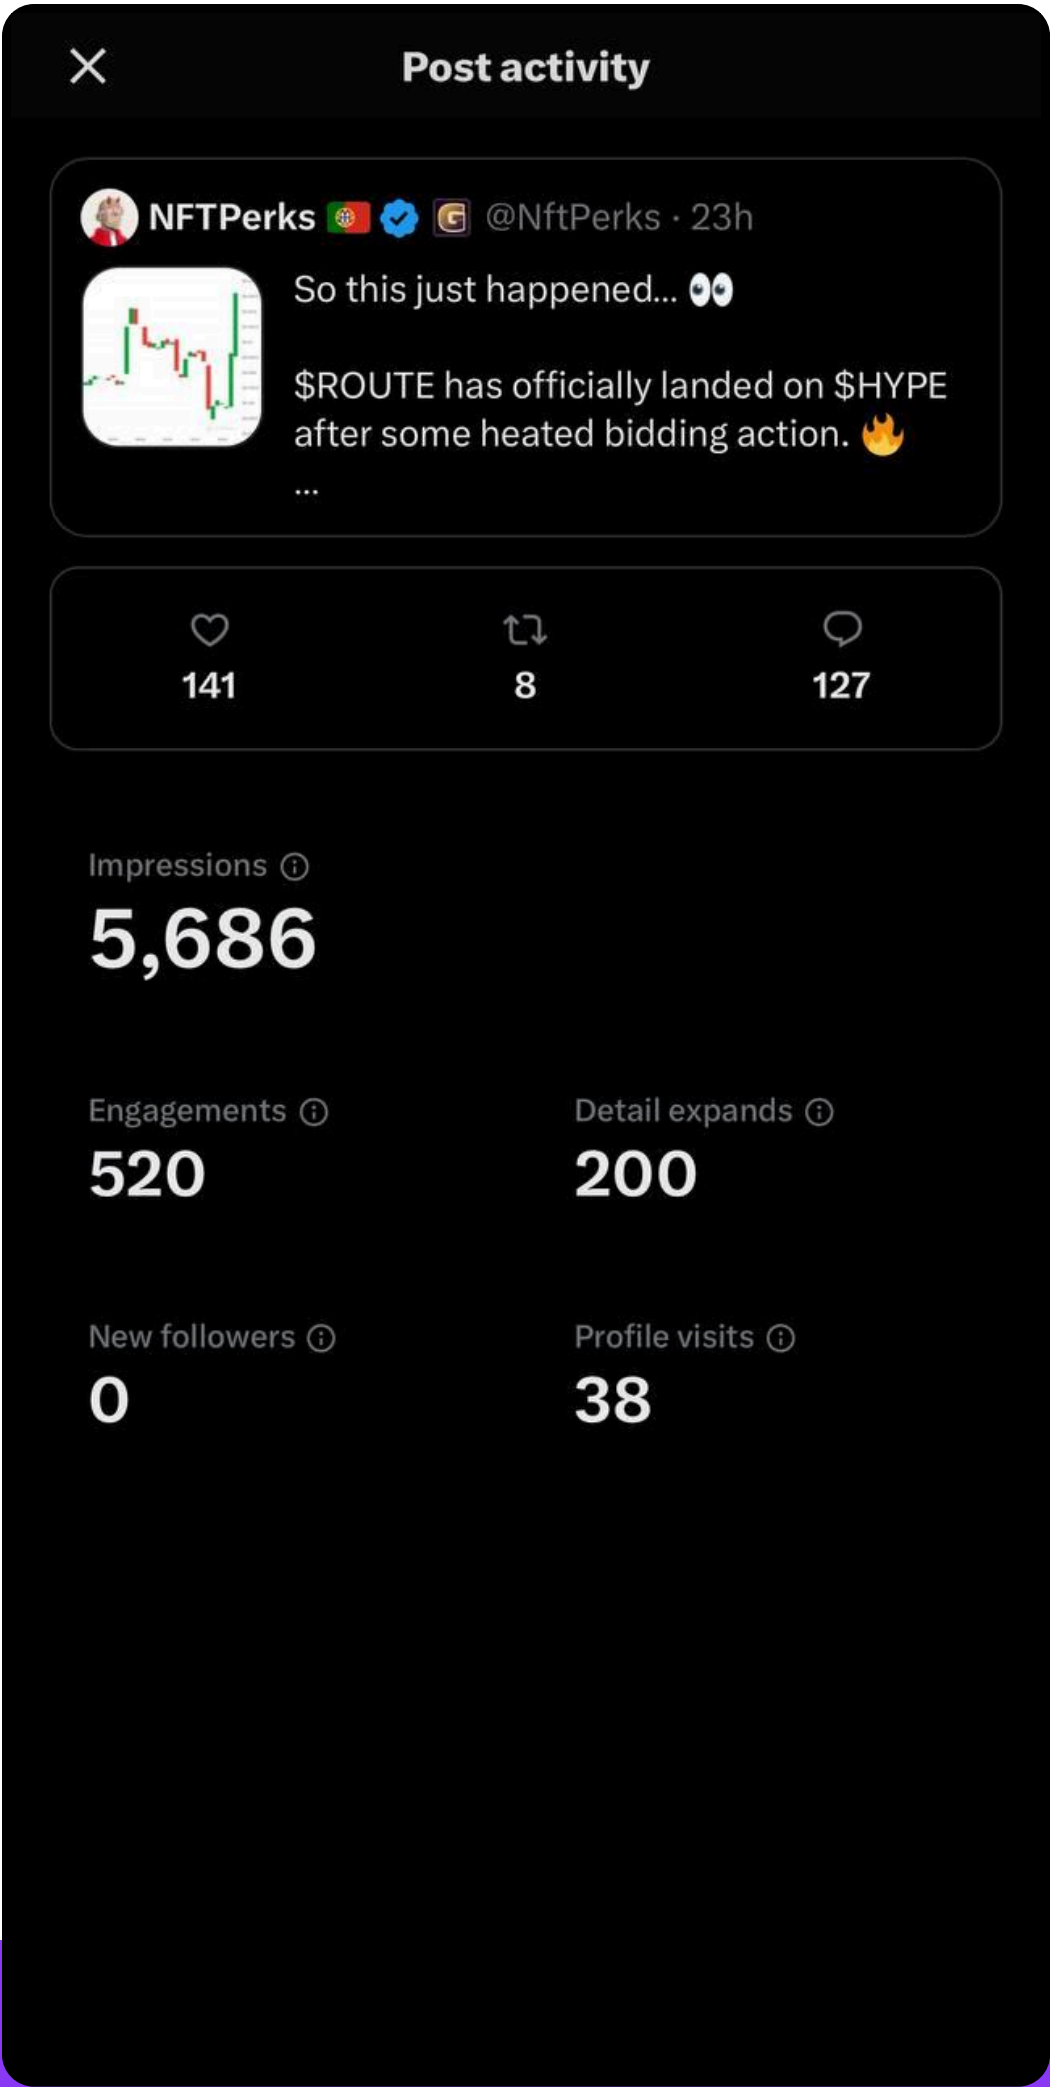 Post activity
NFTPerks 🇵🇹 G @NftPerks · 23h
So this just happened... 👀
$ROUTE has officially landed on $HYPE
after some heated bidding action. 🔥
...
141 8 127
Impressions
5,686
Engagements Detail expands
520 200
New followers Profile visits
0 38